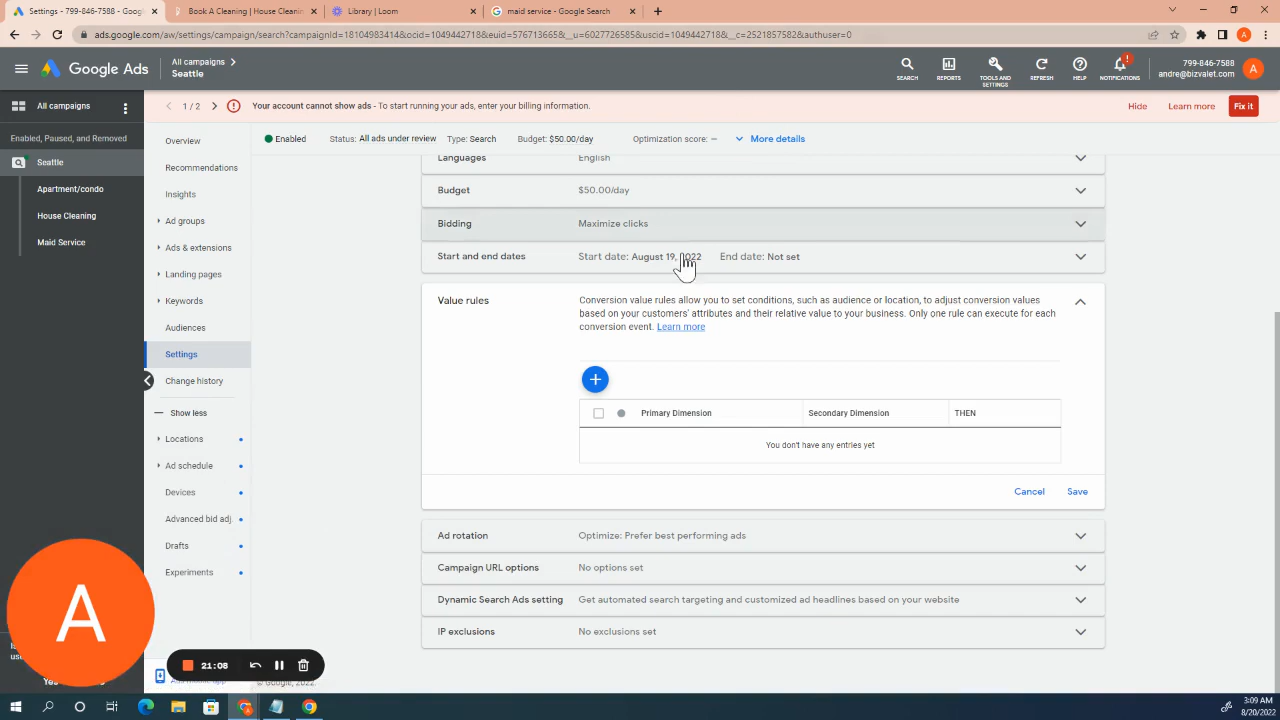 Settings - 799-846-7588 - Goo
Book A Cleaning | House Cleanin
Library | Loom
maid service - Google Search
ads.google.com/aw/settings/campaign/search?campaignId=18104983414&ocid=1049442718&euid=576713665&__u=6027726585&uscid=1049442718&__c=2521857582&authuser=0
A
Google Ads
All campaigns
Seattle
SEARCH
REPORTS
TOOLS AND SETTINGS
REFRESH
HELP
NOTIFICATIONS
799-846-7588
andre@bizvalet.com
A
All campaigns
1 / 2
Your account cannot show ads - To start running your ads, enter your billing information.
Hide
Learn more
Fix it
Enabled, Paused, and Removed
Seattle
Apartment/condo
House Cleaning
Maid Service
Overview
Recommendations
Insights
Ad groups
Ads & extensions
Landing pages
Keywords
Audiences
Settings
Change history
Show less
Locations
Ad schedule
Devices
Advanced bid adj.
Drafts
Experiments
Enabled
Status: All ads under review
Type: Search
Budget: $50.00/day
Optimization score: –
More details
Languages
English
Budget
$50.00/day
Bidding
Maximize clicks
Start and end dates
Start date: August 19, 2022
End date: Not set
Value rules
Conversion value rules allow you to set conditions, such as audience or location, to adjust conversion values
based on your customers' attributes and their relative value to your business. Only one rule can execute for each
conversion event. Learn more
Primary Dimension
Secondary Dimension
THEN
You don't have any entries yet
Cancel
Save
Ad rotation
Optimize: Prefer best performing ads
Campaign URL options
No options set
Dynamic Search Ads setting
Get automated search targeting and customized ad headlines based on your website
IP exclusions
No exclusions set
A
21:08
© Google, 2022.
3:09 AM
8/20/2022